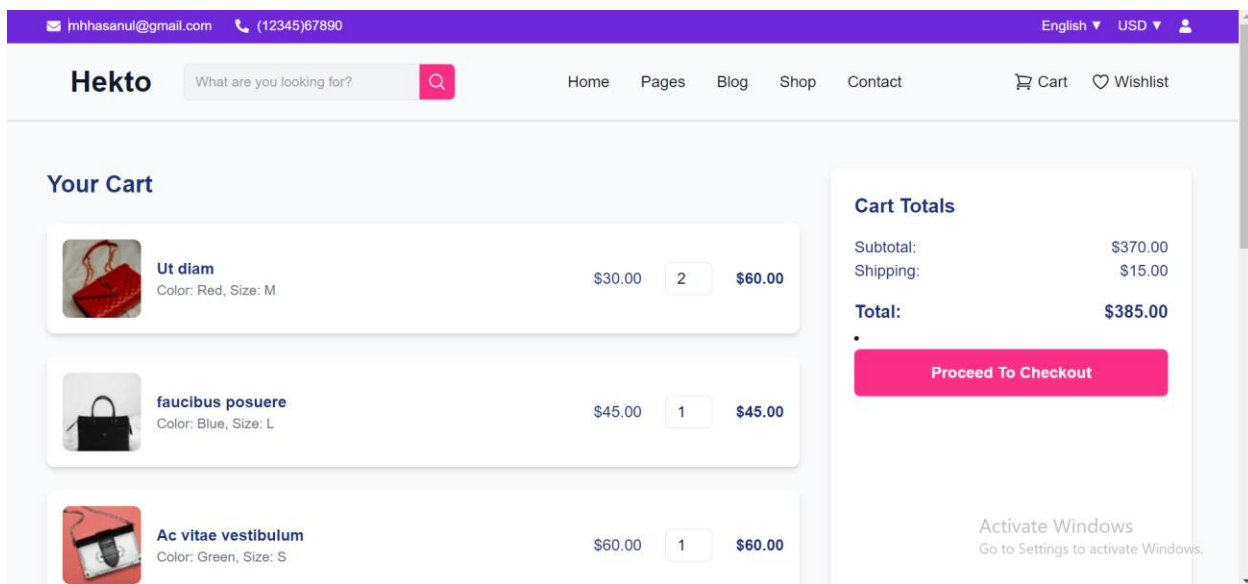 mhhasanul@gmail.com (12345)67890 English ▼ USD ▼
Hekto What are you looking for? Home Pages Blog Shop Contact Cart Wishlist
Your Cart
Ut diam
Color: Red, Size: M
$30.00 2 $60.00
faucibus posuere
Color: Blue, Size: L
$45.00 1 $45.00
Ac vitae vestibulum
Color: Green, Size: S
$60.00 1 $60.00
Cart Totals
Subtotal: $370.00
Shipping: $15.00
Total: $385.00
Proceed To Checkout
Activate Windows
Go to Settings to activate Windows.